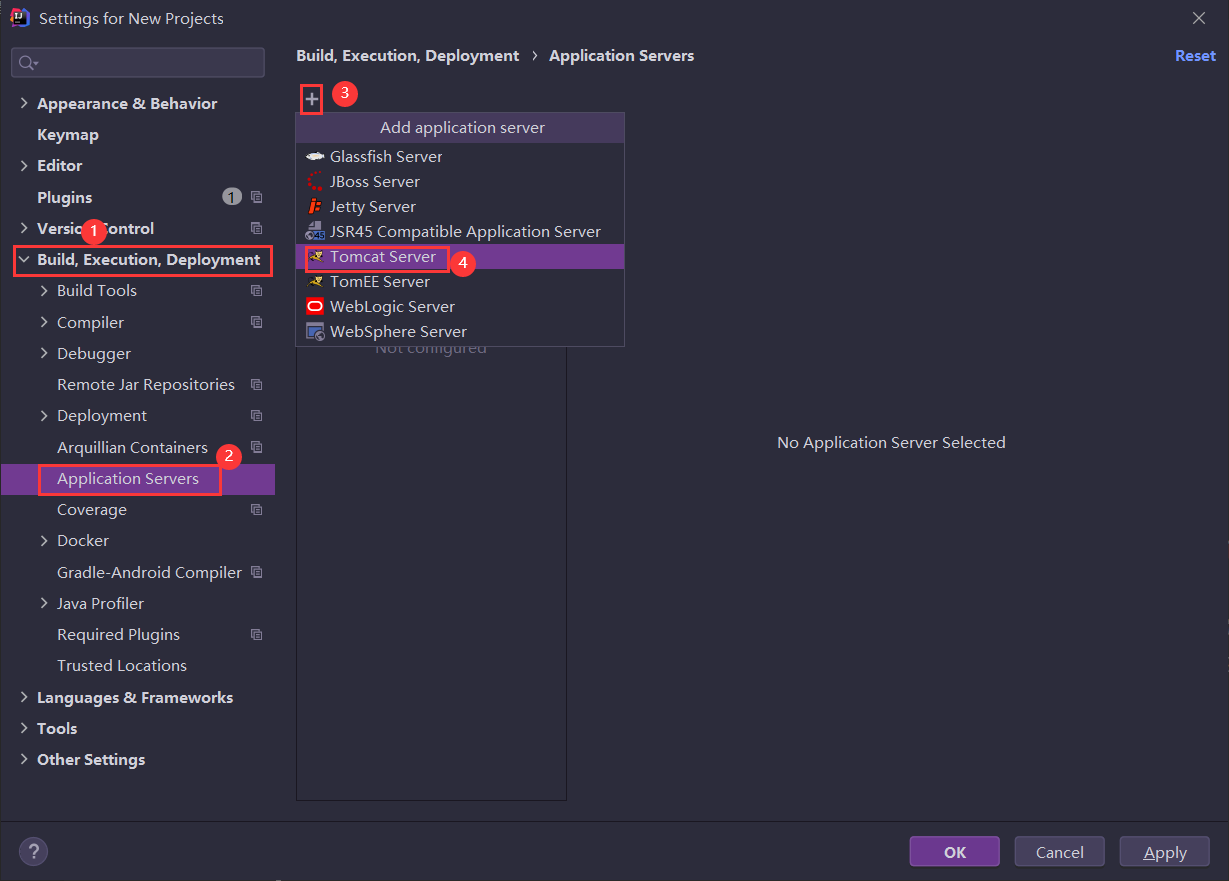 Settings for New Projects
Build, Execution, Deployment › Application Servers
Reset
Appearance & Behavior
Keymap
Editor
Plugins 1
Version Control
1
Build, Execution, Deployment
Build Tools
Compiler
Debugger
Remote Jar Repositories
Deployment
Arquillian Containers
2
Application Servers
Coverage
Docker
Gradle-Android Compiler
Java Profiler
Required Plugins
Trusted Locations
Languages & Frameworks
Tools
Other Settings
+ 3
Add application server
Glassfish Server
JBoss Server
Jetty Server
JSR45 Compatible Application Server
Tomcat Server 4
TomEE Server
WebLogic Server
WebSphere Server
Not configured
No Application Server Selected
?
OK
Cancel
Apply